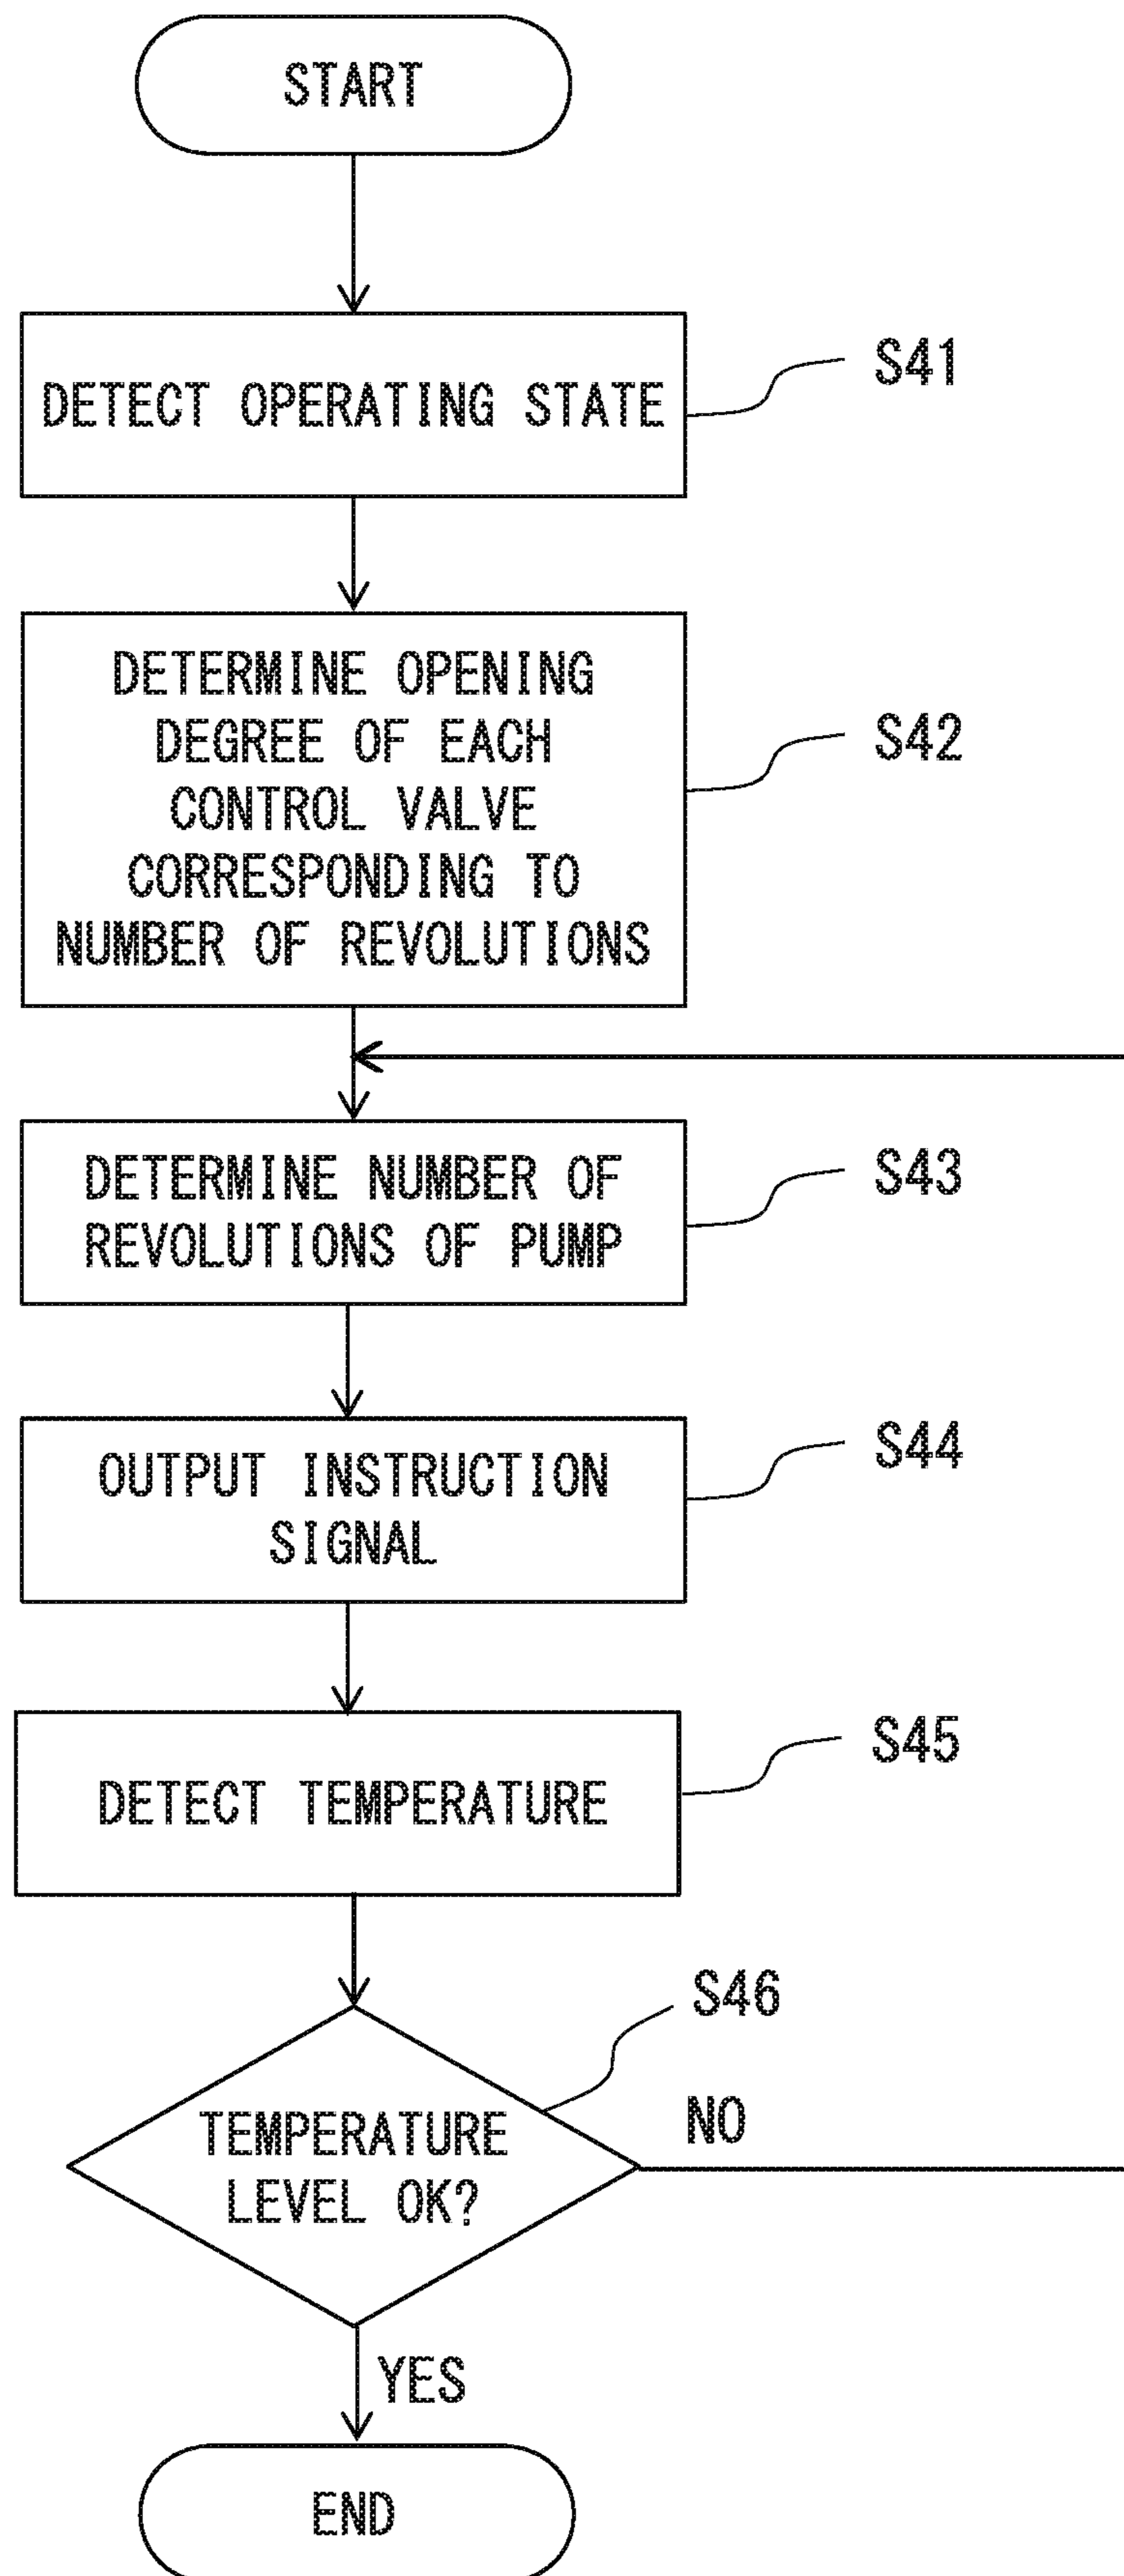 START
DETECT OPERATING STATE
S41
DETERMINE OPENING
DEGREE OF EACH
CONTROL VALVE
CORRESPONDING TO
NUMBER OF REVOLUTIONS
S42
DETERMINE NUMBER OF
REVOLUTIONS OF PUMP
S43
OUTPUT INSTRUCTION
SIGNAL
S44
DETECT TEMPERATURE
S45
S46
TEMPERATURE
LEVEL OK?
NO
YES
END